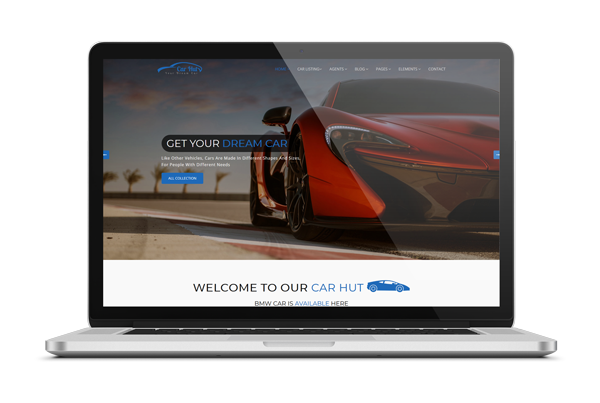 Car Hut
HOME CAR LISTING AGENTS BLOG PAGES ELEMENTS CONTACT
GET YOUR DREAM CAR
Like Other Vehicles, Cars Are Made In Different Shapes And Sizes,
For People With Different Needs
ALL COLLECTION
WELCOME TO OUR CAR HUT
BMW CAR IS AVAILABLE HERE